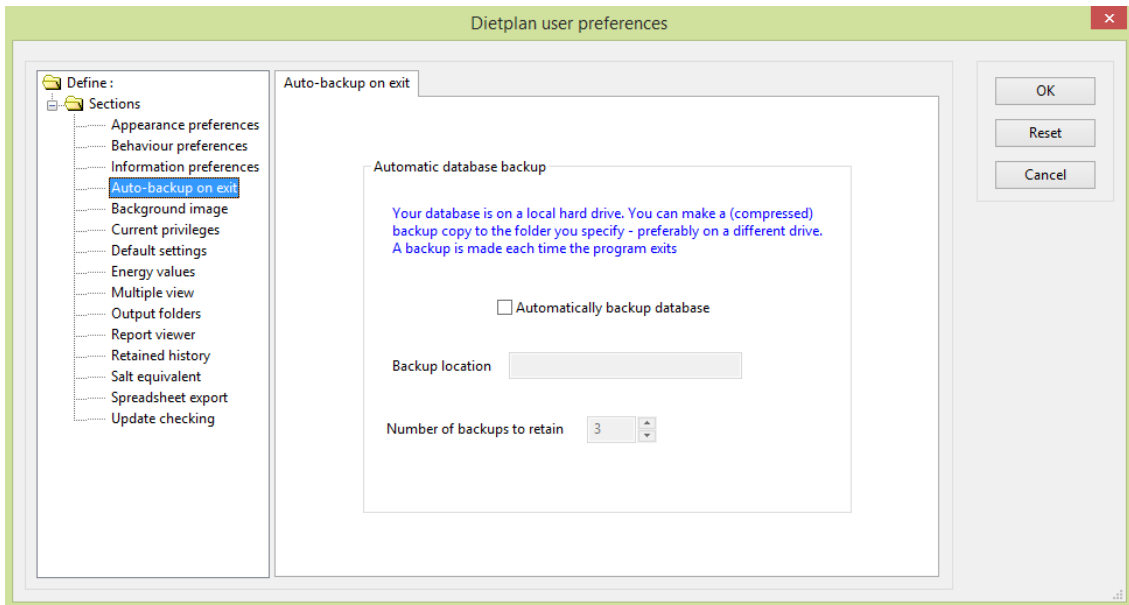 Dietplan user preferences
Define :
Sections
Appearance preferences
Behaviour preferences
Information preferences
Auto-backup on exit
Background image
Current privileges
Default settings
Energy values
Multiple view
Output folders
Report viewer
Retained history
Salt equivalent
Spreadsheet export
Update checking
Auto-backup on exit
Automatic database backup
Your database is on a local hard drive. You can make a (compressed)
backup copy to the folder you specify - preferably on a different drive.
A backup is made each time the program exits
Automatically backup database
Backup location
Number of backups to retain 3
OK
Reset
Cancel